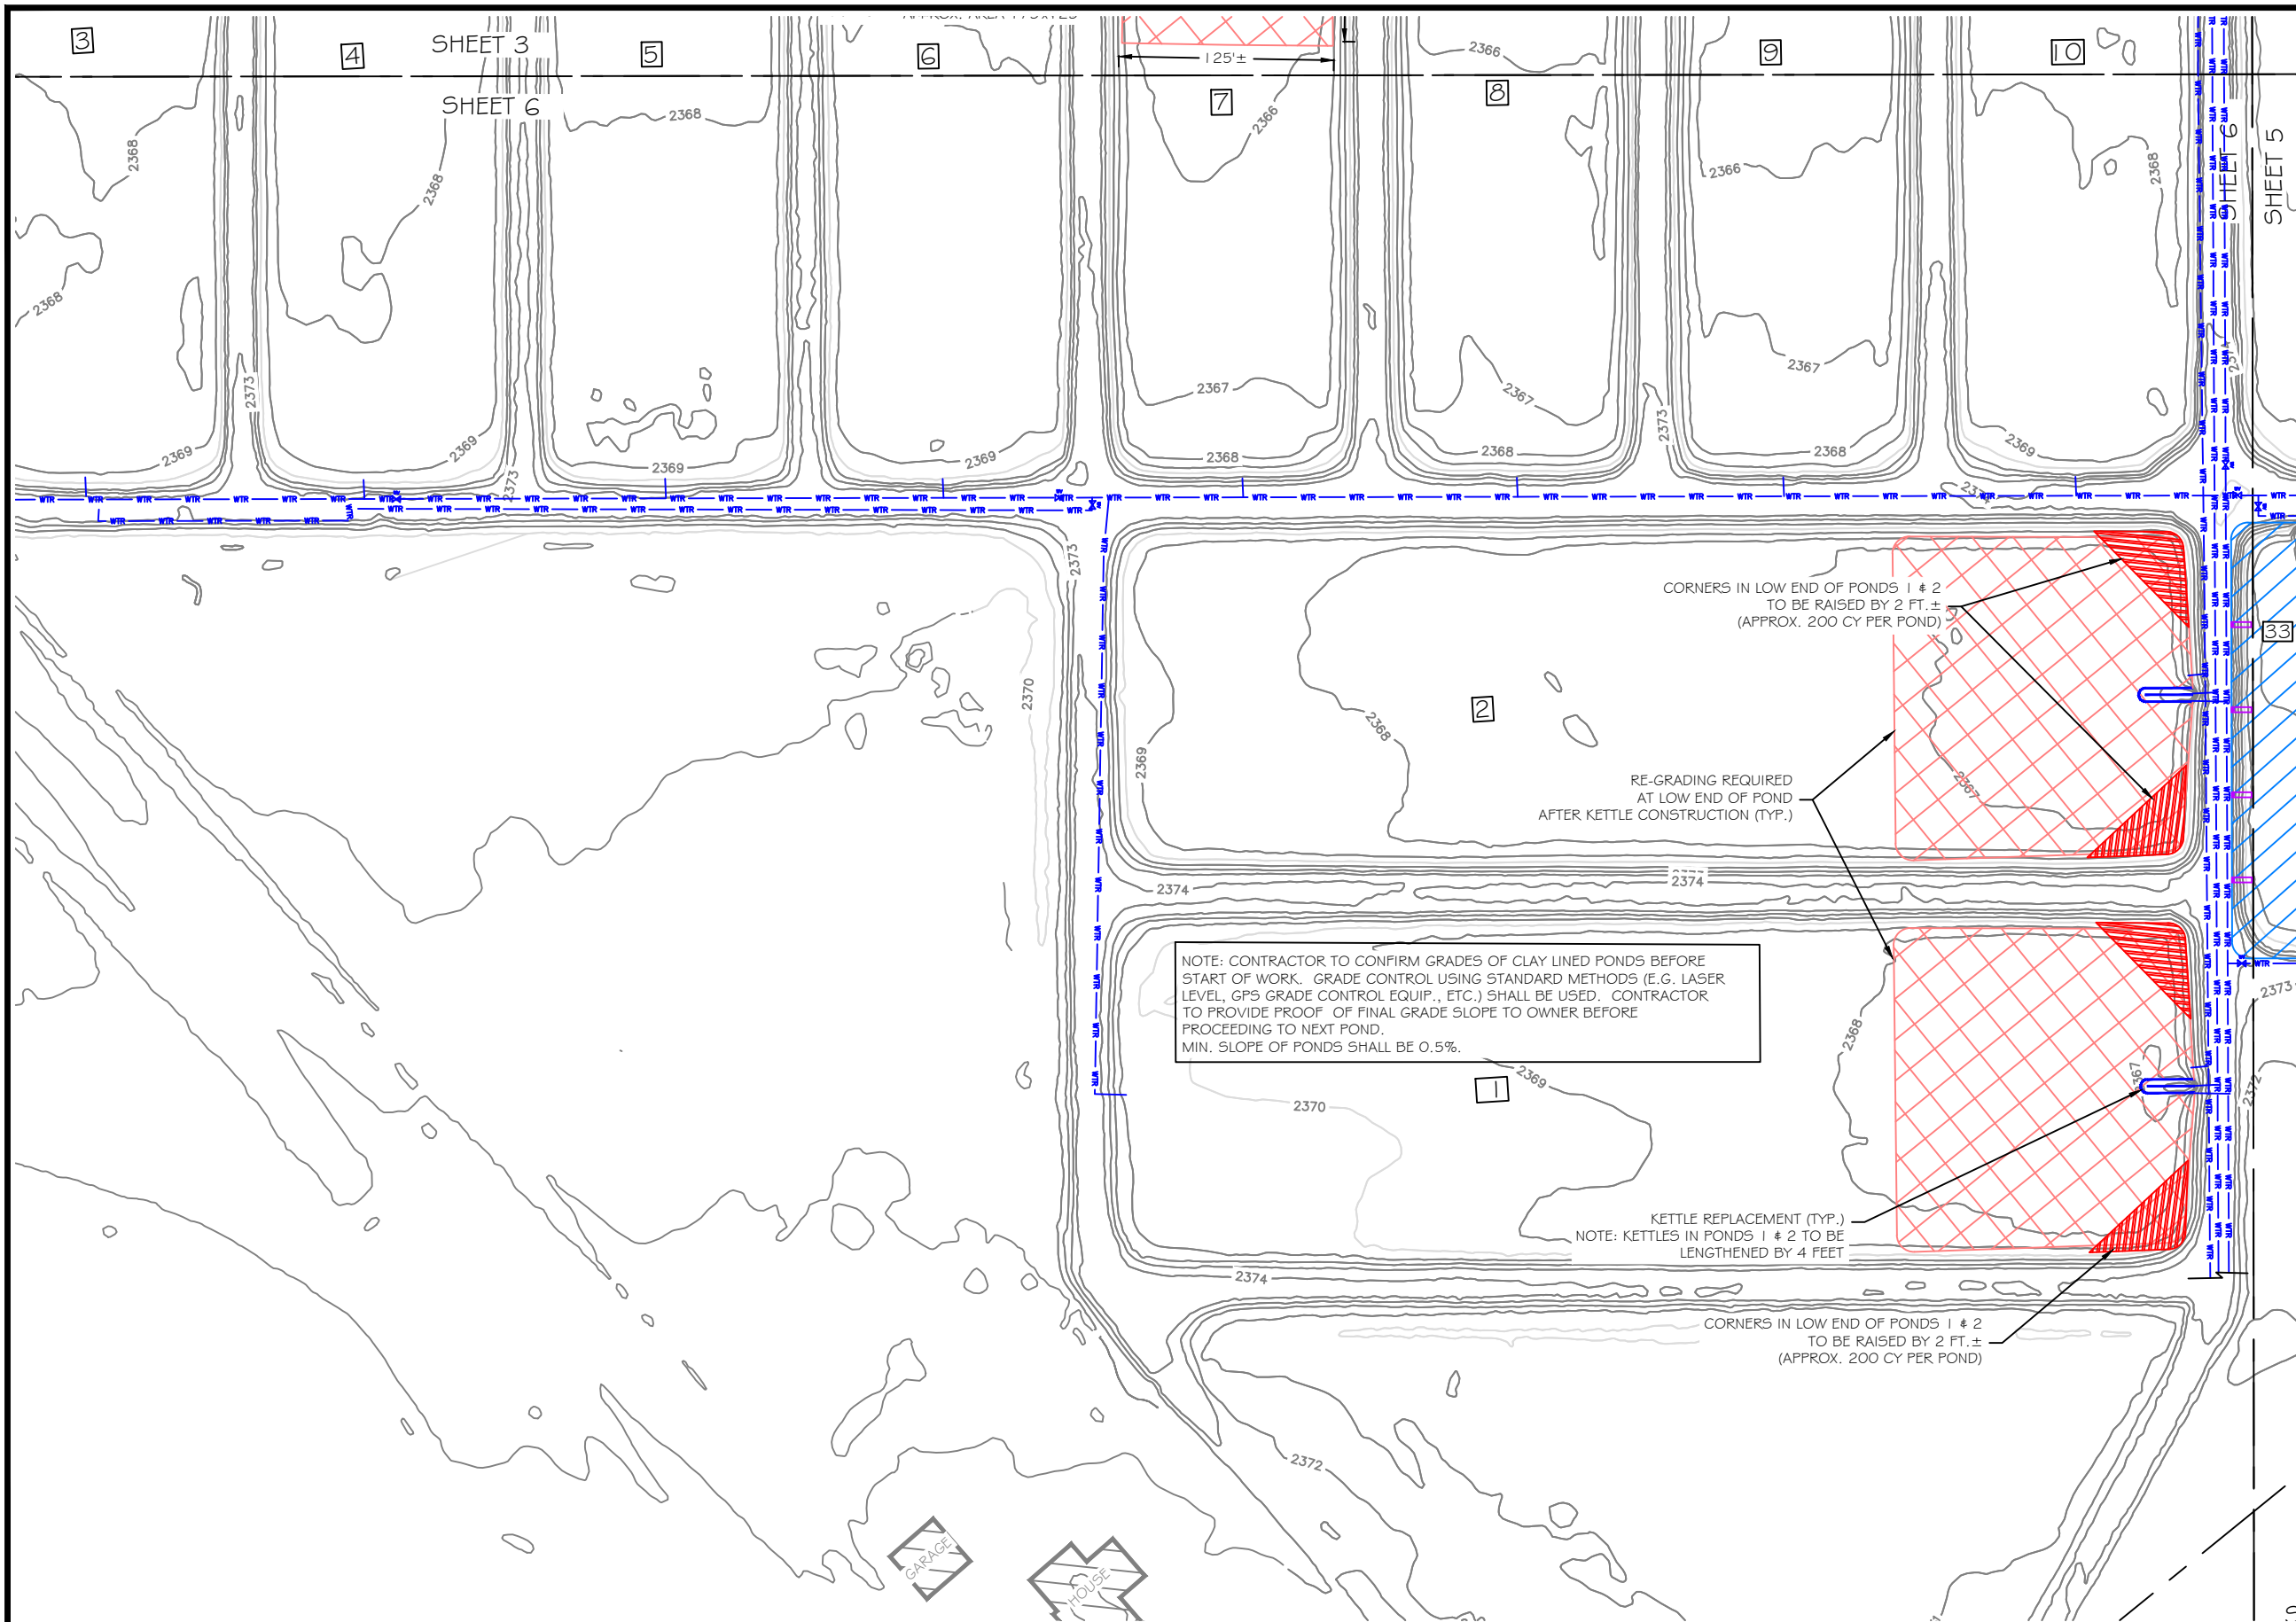 3
4
SHEET 3
5
6
125'±
2366
9
10
SHEET 6
7
8
2368
2368
2368
2366
2366
2368
SHEET 6
SHEET 5
2368
2367
2367
2367
2373
2373
2369
2369
2373
2369
2369
2368
2368
2368
2369
WTR
2373
CORNERS IN LOW END OF PONDS 1 & 2
TO BE RAISED BY 2 FT.±
(APPROX. 200 CY PER POND)
33
2370
2
2368
2369
RE-GRADING REQUIRED
AT LOW END OF POND
AFTER KETTLE CONSTRUCTION (TYP.)
2367
2374
2374
NOTE: CONTRACTOR TO CONFIRM GRADES OF CLAY LINED PONDS BEFORE
START OF WORK. GRADE CONTROL USING STANDARD METHODS (E.G. LASER
LEVEL, GPS GRADE CONTROL EQUIP., ETC.) SHALL BE USED. CONTRACTOR
TO PROVIDE PROOF OF FINAL GRADE SLOPE TO OWNER BEFORE
PROCEEDING TO NEXT POND.
MIN. SLOPE OF PONDS SHALL BE 0.5%.
2373
2368
2369
2367
2372
1
2370
KETTLE REPLACEMENT (TYP.)
NOTE: KETTLES IN PONDS 1 & 2 TO BE
LENGTHENED BY 4 FEET
2374
CORNERS IN LOW END OF PONDS 1 & 2
TO BE RAISED BY 2 FT.±
(APPROX. 200 CY PER POND)
2372
GARAGE
HOUSE